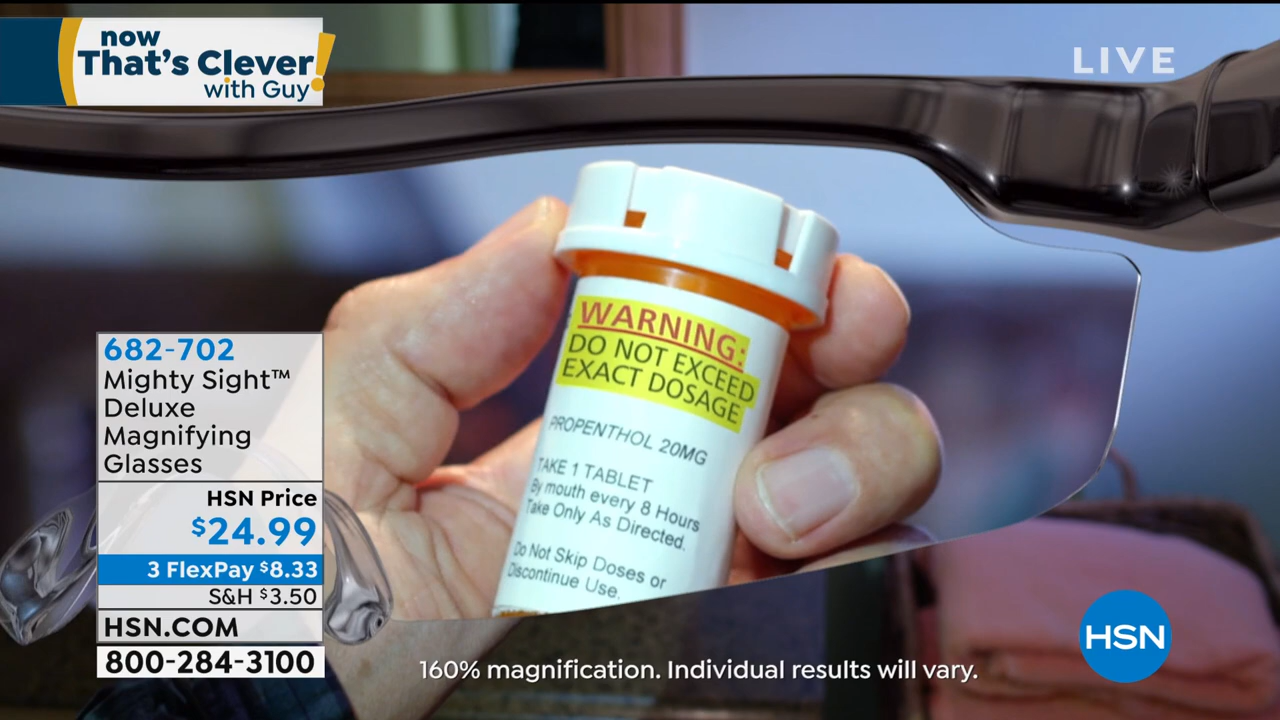 now
That's Clever!
with Guy
LIVE
WARNING:
DO NOT EXCEED
EXACT DOSAGE
PROPENTHOL 20MG
TAKE 1 TABLET
By mouth every 8 Hours
Take Only As Directed.
Do Not Skip Doses or
Discontinue Use.
682-702
Mighty Sight™
Deluxe
Magnifying
Glasses
HSN Price
$24.99
3 FlexPay $8.33
S&H $3.50
HSN.COM
800-284-3100
160% magnification. Individual results will vary.
HSN